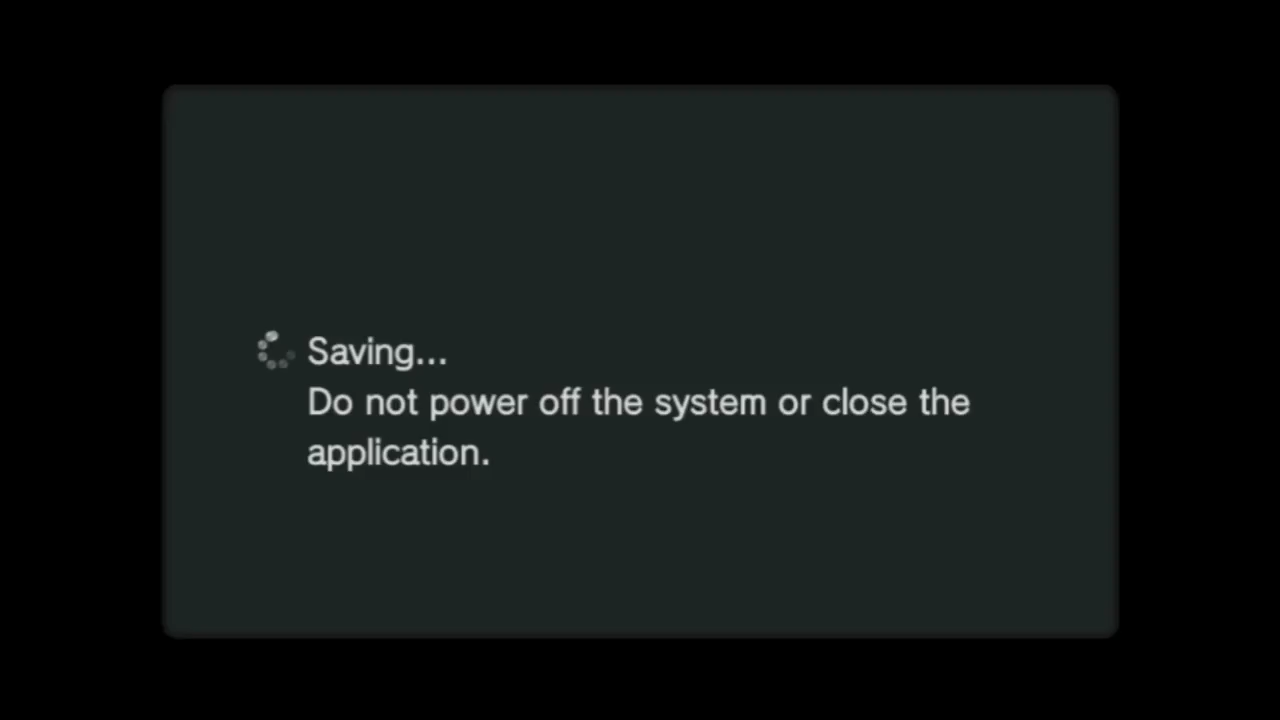 Saving...
Do not power off the system or close the
application.